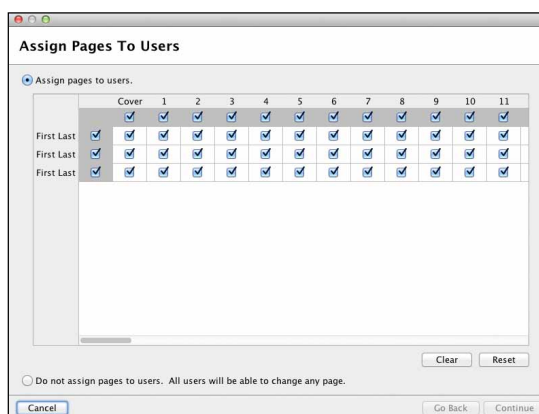 Assign Pages To Users
Assign pages to users.
Cover 1 2 3 4 5 6 7 8 9 10 11
First Last
First Last
First Last
Clear Reset
Do not assign pages to users. All users will be able to change any page.
Cancel Go Back Continue